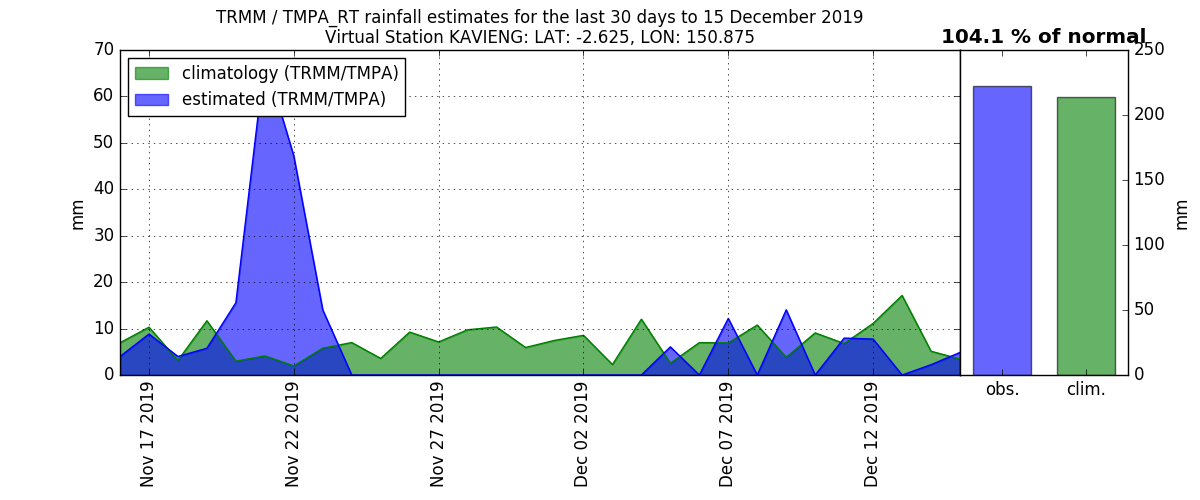 TRMM / TMPA_RT rainfall estimates for the last 30 days to 15 December 2019
Virtual Station KAVIENG: LAT: -2.625, LON: 150.875
104.1 % of normal
climatology (TRMM/TMPA)
estimated (TRMM/TMPA)
70
60
50
40
30
20
10
0
mm
250
200
150
100
50
0
mm
Nov 17 2019
Nov 22 2019
Nov 27 2019
Dec 02 2019
Dec 07 2019
Dec 12 2019
obs.
clim.